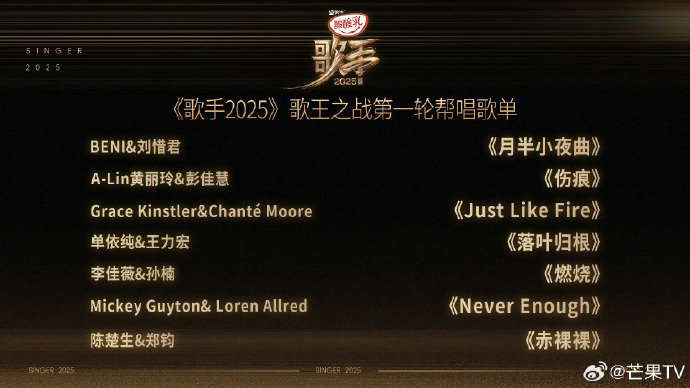 SINGER
2025
酸酸乳
歌手
2025
《歌手2025》歌王之战第一轮帮唱歌单
BENI&刘惜君 《月半小夜曲》
A-Lin黄丽玲&彭佳慧 《伤痕》
Grace Kinstler&Chanté Moore 《Just Like Fire》
单依纯&王力宏 《落叶归根》
李佳薇&孙楠 《燃烧》
Mickey Guyton& Loren Allred 《Never Enough》
陈楚生&郑钧 《赤裸裸》
SINGER 2025 SINGER 2025
@芒果TV